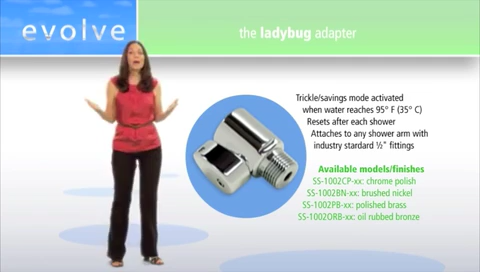 evolve
the ladybug adapter
Trickle/savings mode activated
when water reaches 95° F (35° C)
Resets after each shower
Attaches to any shower arm with
industry standard ½" fittings
Available models/finishes
SS-1002CP-xx: chrome polish
SS-1002BN-xx: brushed nickel
SS-1002PB-xx: polished brass
SS-1002ORB-xx: oil rubbed bronze